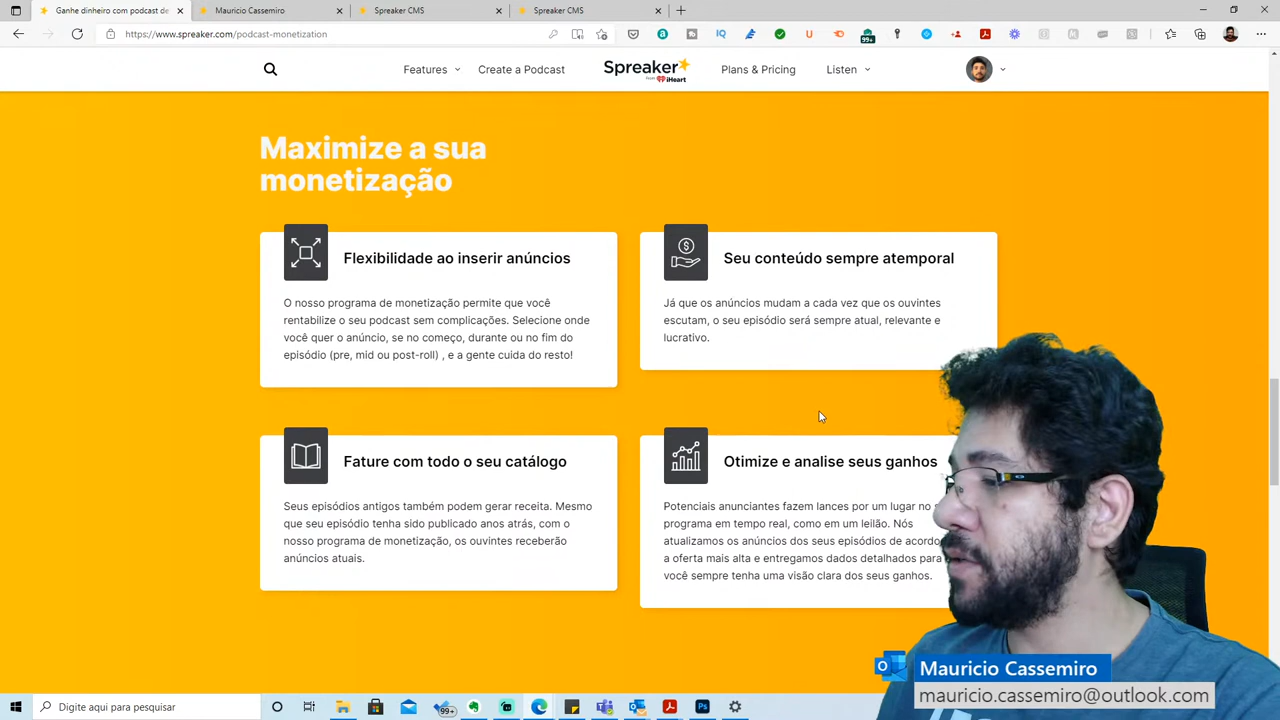 Ganhe dinheiro com podcast de
Mauricio Cassemiro
Spreaker CMS
Spreaker CMS
https://www.spreaker.com/podcast-monetization
99+
Features
Create a Podcast
Spreaker
From iHeart
Plans & Pricing
Listen
Maximize a sua
monetização
Flexibilidade ao inserir anúncios
O nosso programa de monetização permite que você
rentabilize o seu podcast sem complicações. Selecione onde
você quer o anúncio, se no começo, durante ou no fim do
episódio (pre, mid ou post-roll) , e a gente cuida do resto!
Seu conteúdo sempre atemporal
Já que os anúncios mudam a cada vez que os ouvintes
escutam, o seu episódio será sempre atual, relevante e
lucrativo.
Fature com todo o seu catálogo
Seus episódios antigos também podem gerar receita. Mesmo
que seu episódio tenha sido publicado anos atrás, com o
nosso programa de monetização, os ouvintes receberão
anúncios atuais.
Otimize e analise seus ganhos
Potenciais anunciantes fazem lances por um lugar no
programa em tempo real, como em um leilão. Nós
atualizamos os anúncios dos seus episódios de acordo
a oferta mais alta e entregamos dados detalhados para
você sempre tenha uma visão clara dos seus ganhos.
Mauricio Cassemiro
mauricio.cassemiro@outlook.com
Digite aqui para pesquisar
99+